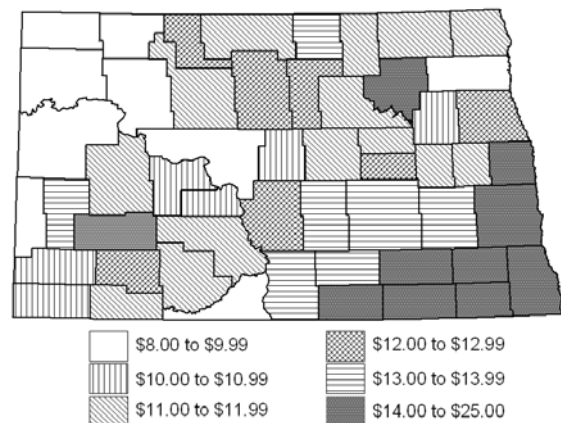 $8.00 to $9.99
$12.00 to $12.99
$10.00 to $10.99
$13.00 to $13.99
$11.00 to $11.99
$14.00 to $25.00